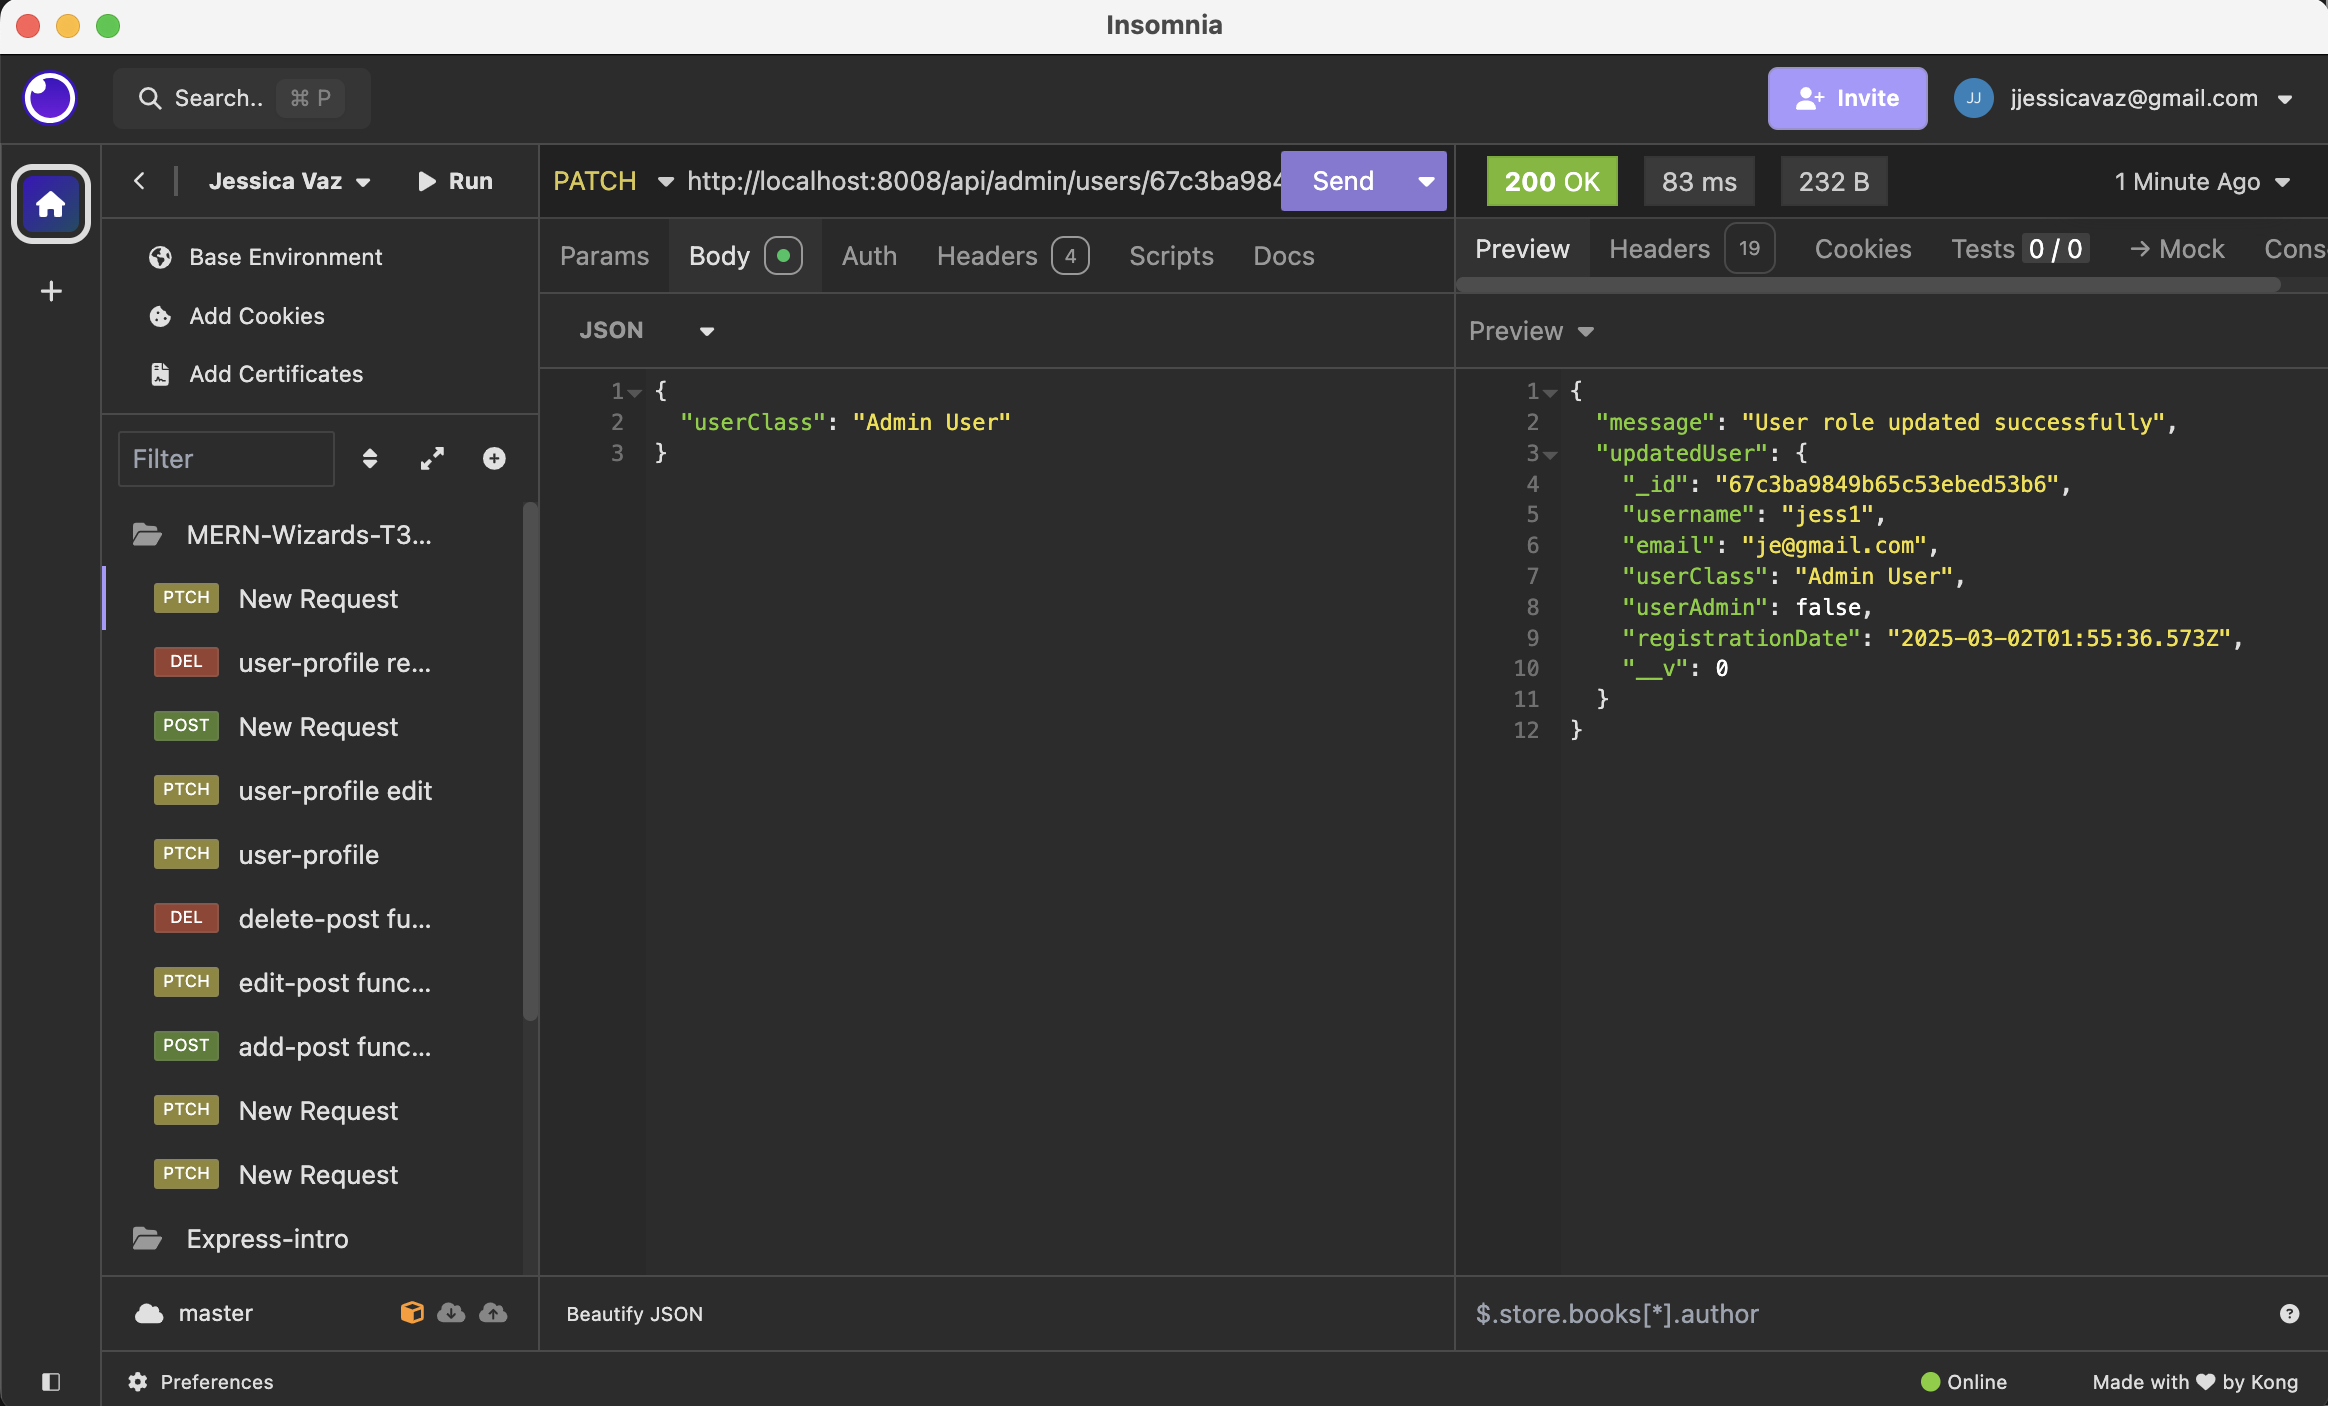 Insomnia
Search..
⌘ P
Invite
JJ
jjessicavaz@gmail.com
Jessica Vaz
Run
Base Environment
Add Cookies
Add Certificates
Filter
MERN-Wizards-T3...
PTCH New Request
DEL user-profile re...
POST New Request
PTCH user-profile edit
PTCH user-profile
DEL delete-post fu...
PTCH edit-post func...
POST add-post func...
PTCH New Request
PTCH New Request
Express-intro
master
PATCH http://localhost:8008/api/admin/users/67c3ba984
Send
Params Body Auth Headers 4 Scripts Docs
JSON
1 {
2 "userClass": "Admin User"
3 }
Beautify JSON
200 OK 83 ms 232 B 1 Minute Ago
Preview Headers 19 Cookies Tests 0 / 0 → Mock Cons
Preview
1 {
2 "message": "User role updated successfully",
3 "updatedUser": {
4 "_id": "67c3ba9849b65c53ebed53b6",
5 "username": "jess1",
6 "email": "je@gmail.com",
7 "userClass": "Admin User",
8 "userAdmin": false,
9 "registrationDate": "2025-03-02T01:55:36.573Z",
10 "__v": 0
11 }
12 }
$.store.books[*].author
?
Preferences
Online
Made with ♥ by Kong